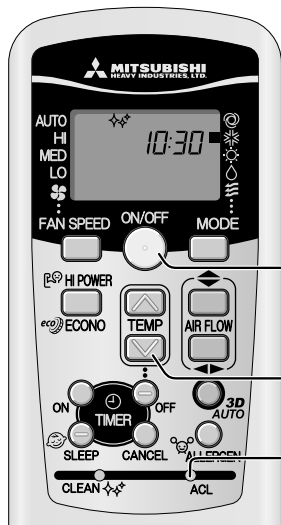 MITSUBISHI
HEAVY INDUSTRIES, LTD.
AUTO
HI
MED
LO
10:30
FAN SPEED
ON/OFF
MODE
HI POWER
eco
ECONO
TEMP
AIR FLOW
ON
TIMER
OFF
3D
AUTO
SLEEP
CANCEL
ALLERGEN
CLEAN
ACL